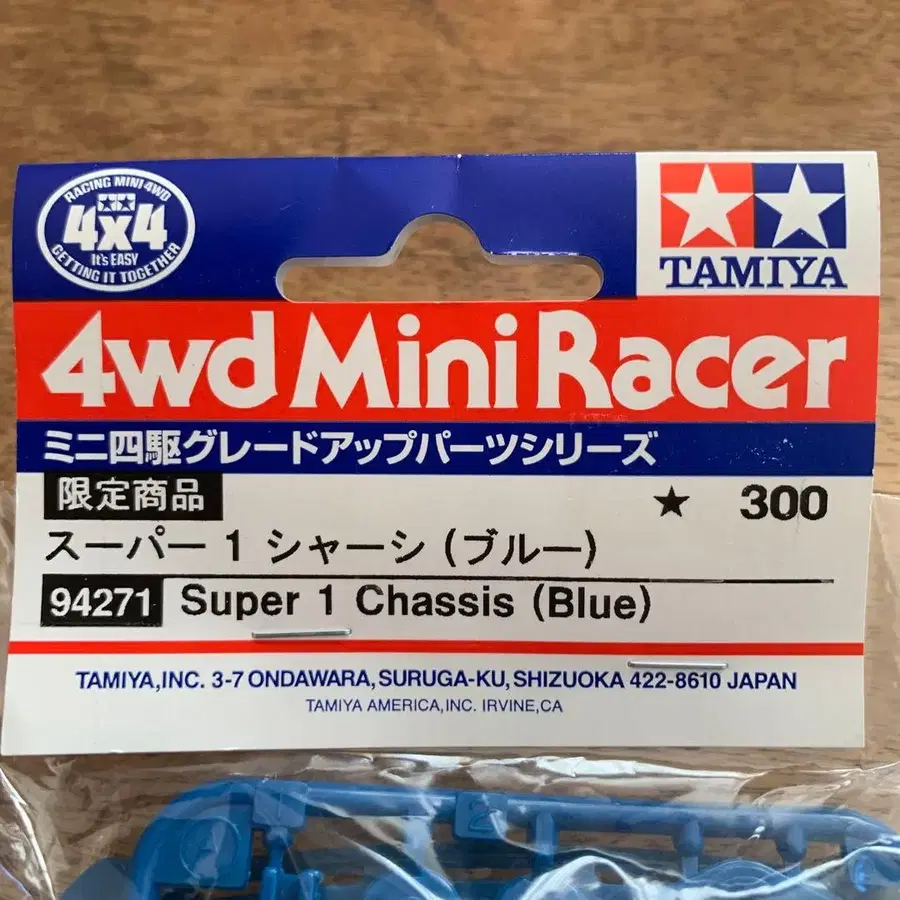 RACING MINI 4WD
4x4
It's EASY
GETTING IT TOGETHER
TAMIYA
4wd Mini Racer
ミニ四駆グレードアップパーツシリーズ
限定商品 ★ 300
スーパー 1 シャーシ (ブルー)
94271 Super 1 Chassis (Blue)
TAMIYA,INC. 3-7 ONDAWARA, SURUGA-KU, SHIZUOKA 422-8610 JAPAN
TAMIYA AMERICA,INC. IRVINE,CA